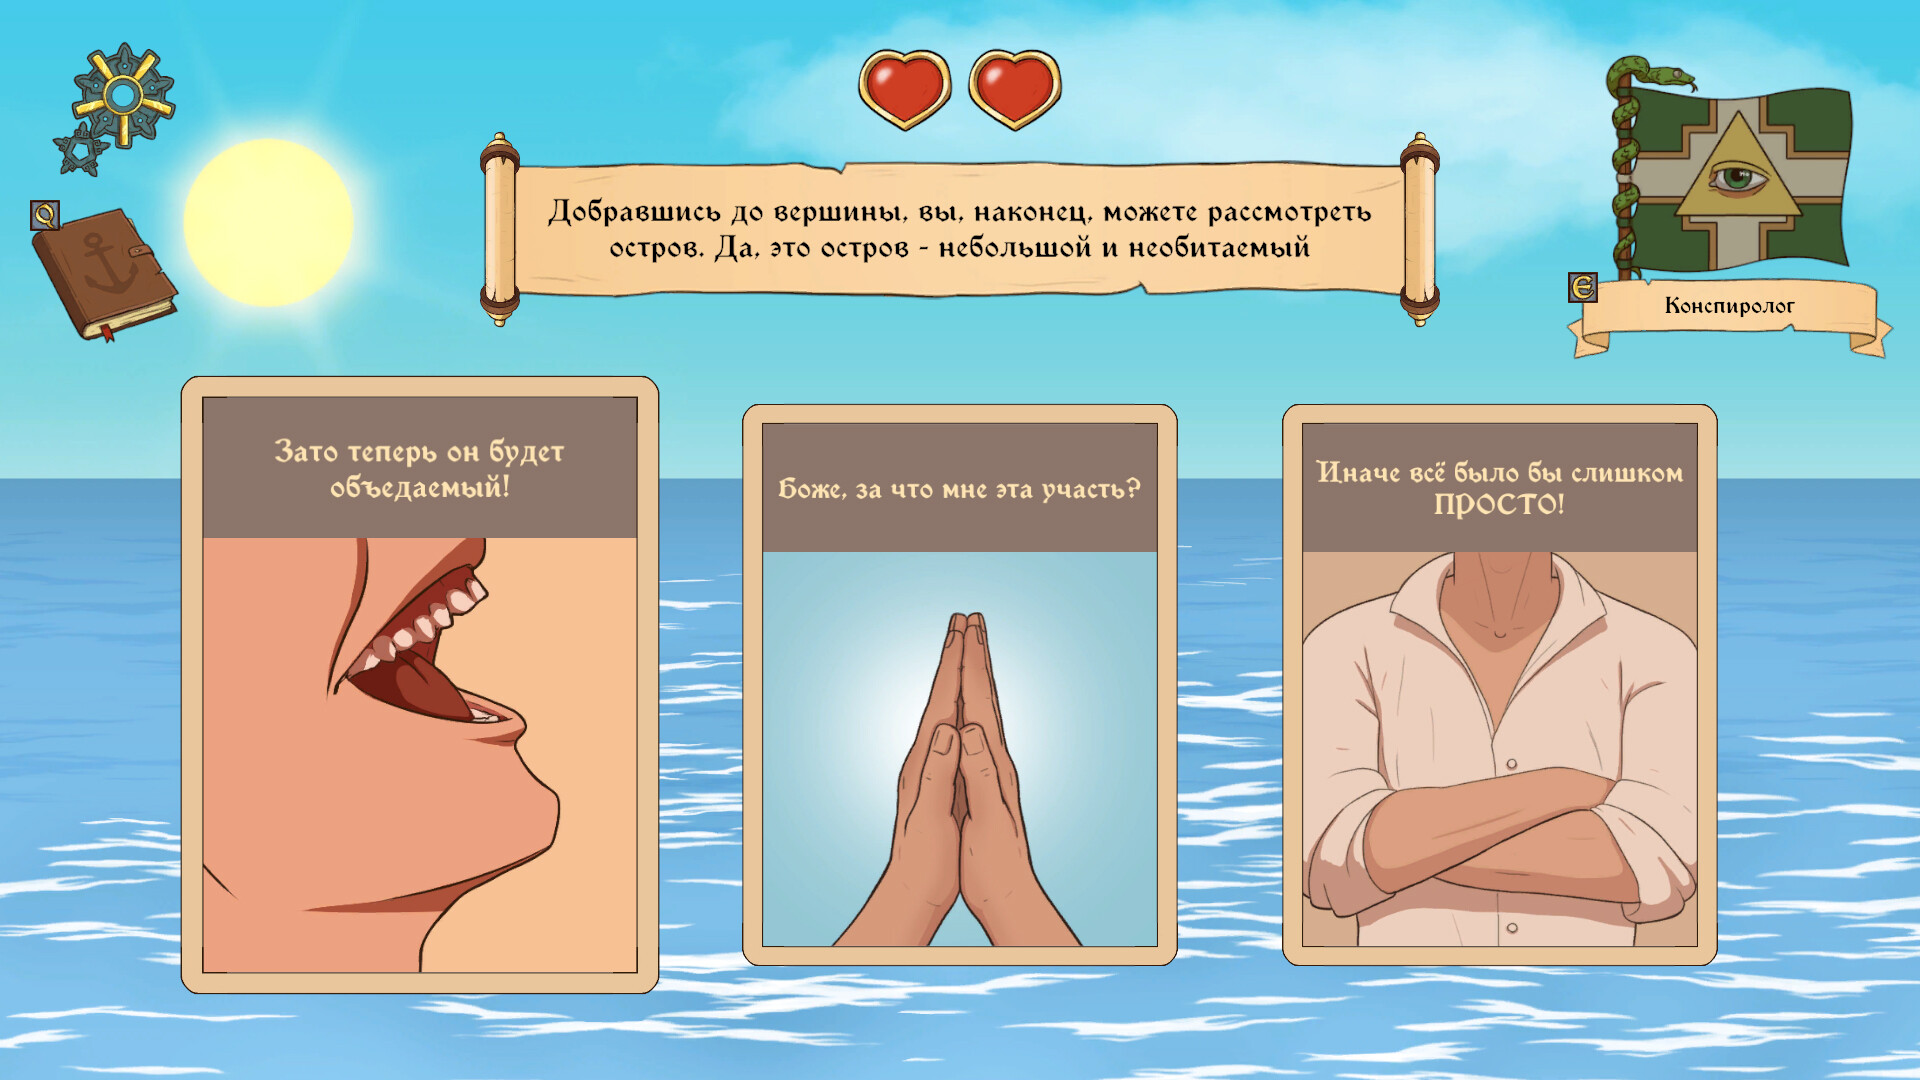 Добравшись до вершины, вы, наконец, можете рассмотреть
остров. Да, это остров - небольшой и необитаемый
Q
Є
Конспиролог
Зато теперь он будет
объедаемый!
Боже, за что мне эта участь?
Иначе всё было бы слишком
ПРОСТО!